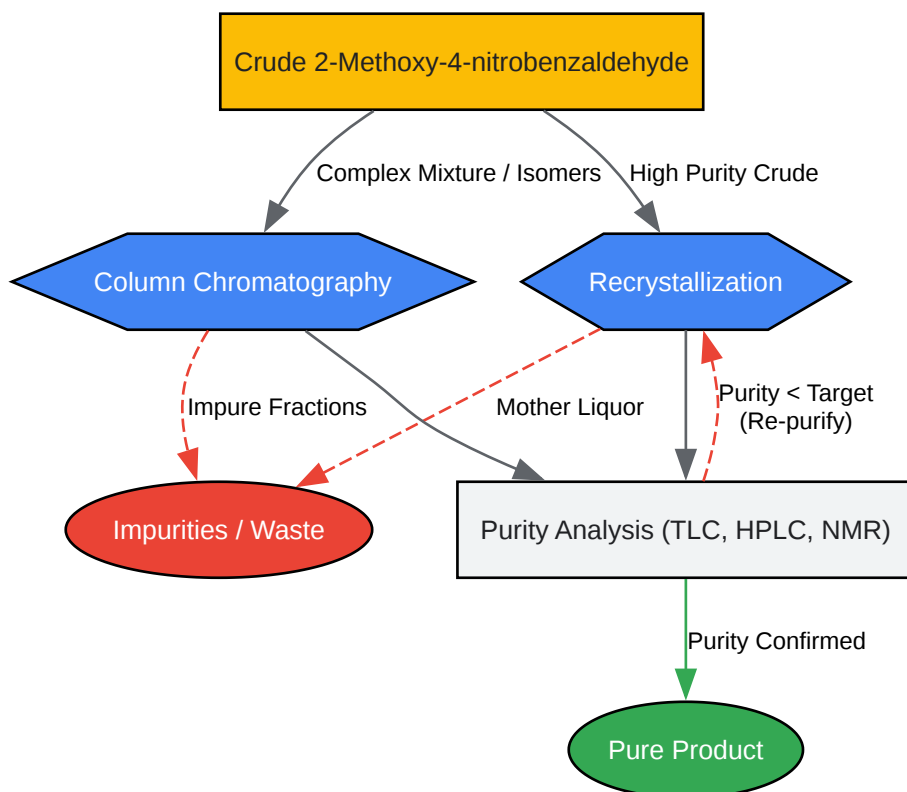 Crude 2-Methoxy-4-nitrobenzaldehyde
Complex Mixture / Isomers
High Purity Crude
Column Chromatography
Recrystallization
Impure Fractions
Mother Liquor
Purity < Target
(Re-purify)
Impurities / Waste
Purity Analysis (TLC, HPLC, NMR)
Purity Confirmed
Pure Product